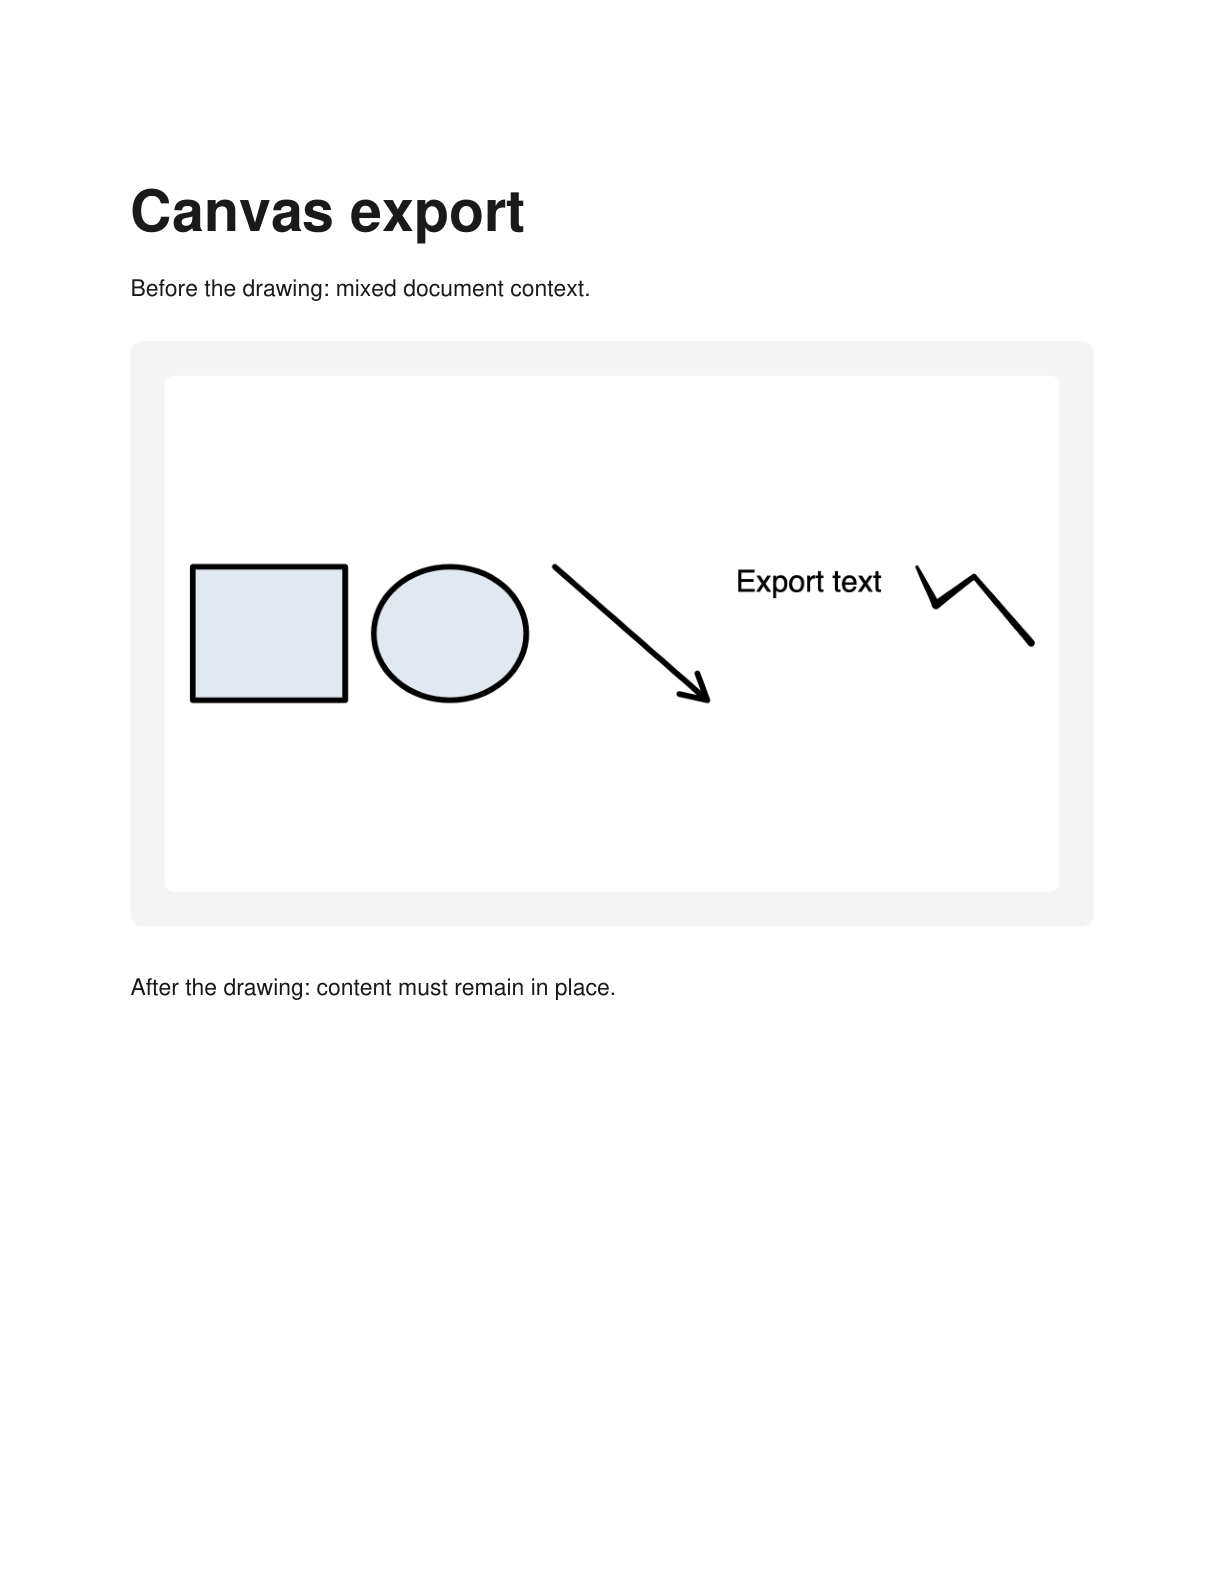 Canvas export
Before the drawing: mixed document context.
Export text
After the drawing: content must remain in place.